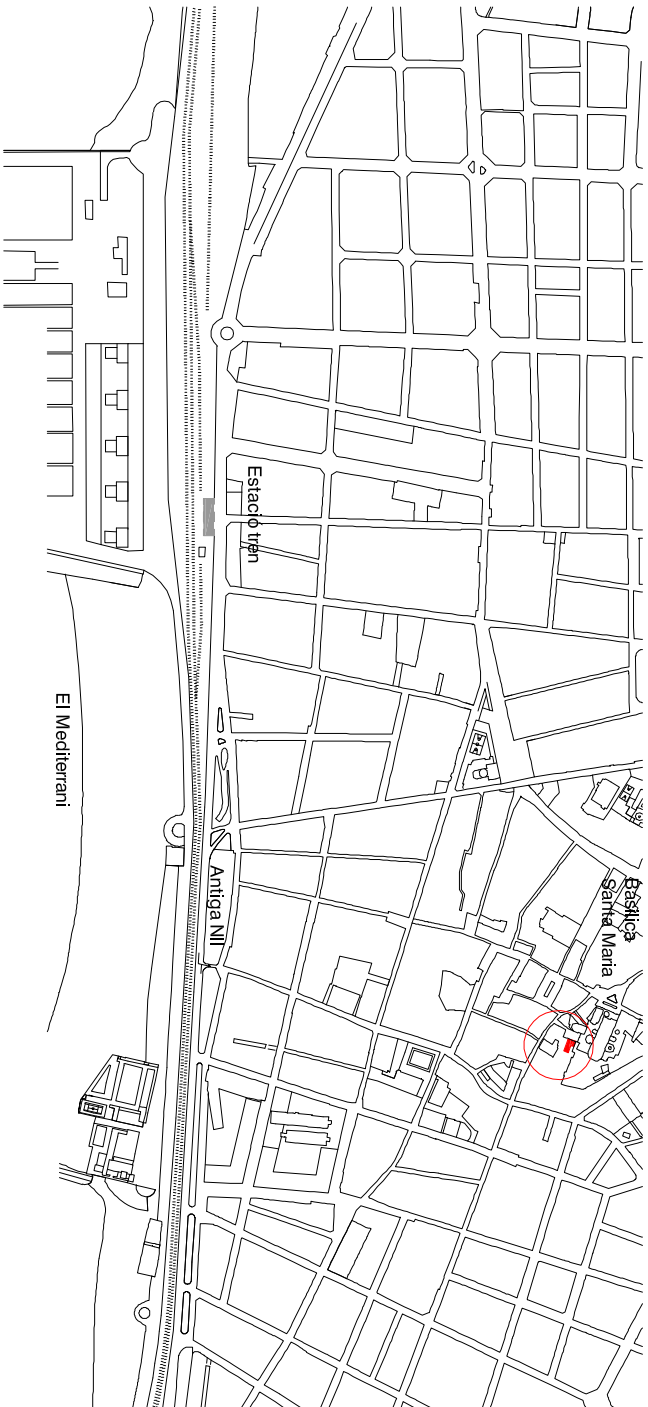 Basílica
Santa Maria
Estació tren
Antiga NII
El Mediterrani